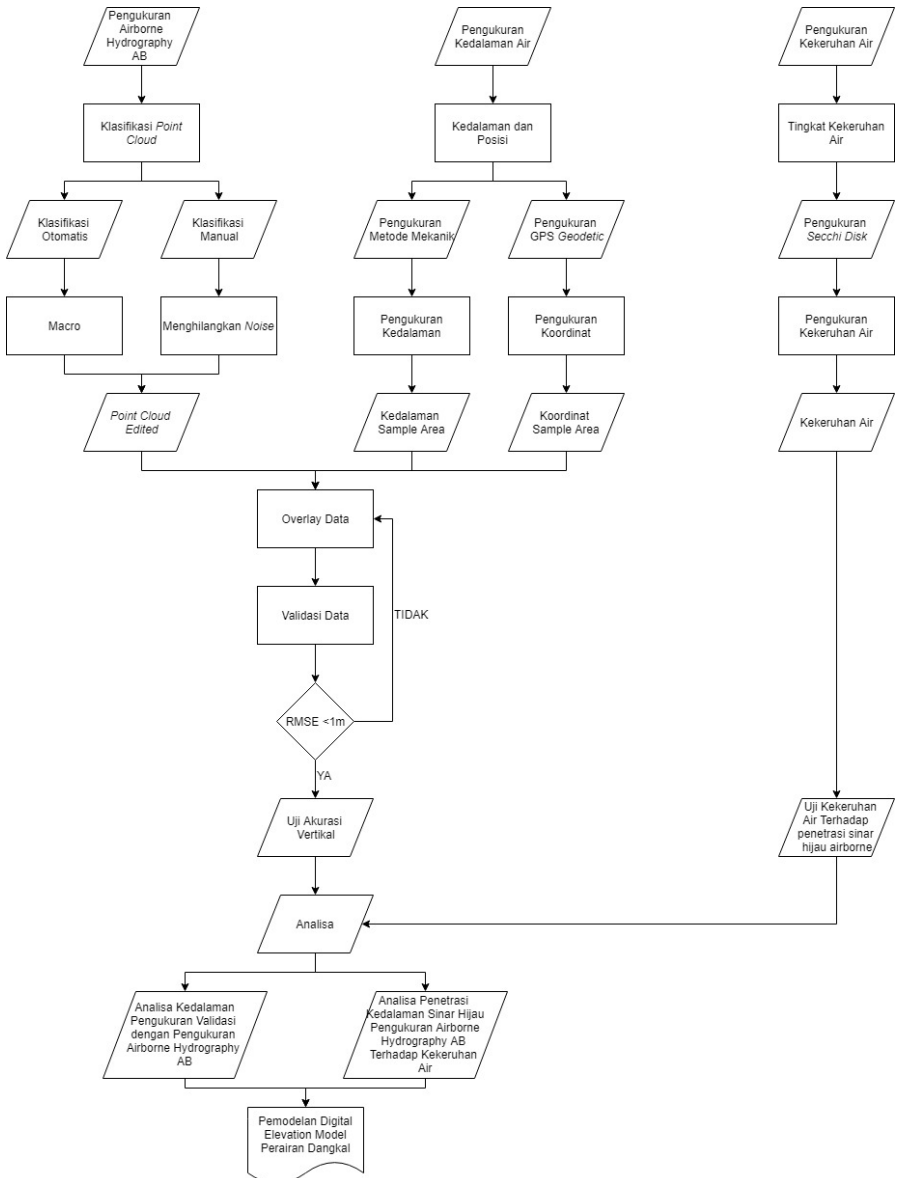 Pengukuran
Airborne
Hydrography
AB
Pengukuran
Kedalaman Air
Pengukuran
Kekeruhan Air
Klasifikasi Point
Cloud
Kedalaman dan
Posisi
Tingkat Kekeruhan
Air
Klasifikasi
Otomatis
Klasifikasi
Manual
Pengukuran
Metode Mekanik
Pengukuran
GPS Geodetic
Pengukuran
Secchi Disk
Macro
Menghilangkan Noise
Pengukuran
Kedalaman
Pengukuran
Koordinat
Pengukuran
Kekeruhan Air
Point Cloud
Edited
Kedalaman
Sample Area
Koordinat
Sample Area
Kekeruhan Air
Overlay Data
Validasi Data
TIDAK
RMSE <1m
YA
Uji Akurasi
Vertikal
Uji Kekeruhan
Air Terhadap
penetrasi sinar
hijau airborne
Analisa
Analisa Kedalaman
Pengukuran Validasi
dengan Pengukuran
Airborne Hydrography
AB
Analisa Penetrasi
Kedalaman Sinar Hijau
Pengukuran Airborne
Hydrography AB
Terhadap Kekeruhan
Air
Pemodelan Digital
Elevation Model
Perairan Dangkal